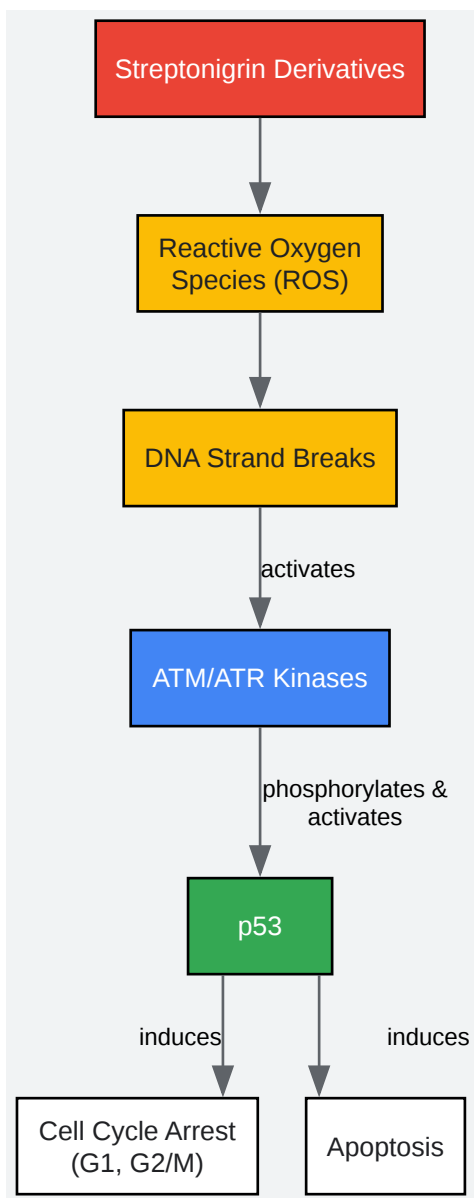 Streptonigrin Derivatives
Reactive Oxygen
Species (ROS)
DNA Strand Breaks
activates
ATM/ATR Kinases
phosphorylates &
activates
p53
induces
induces
Cell Cycle Arrest
(G1, G2/M)
Apoptosis